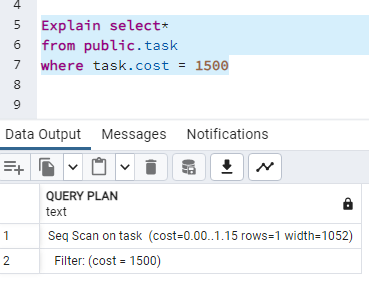 4
5 Explain select*
6 from public.task
7 where task.cost = 1500
8
9
Data Output Messages Notifications
QUERY PLAN
text
1 Seq Scan on task (cost=0.00..1.15 rows=1 width=1052)
2 Filter: (cost = 1500)